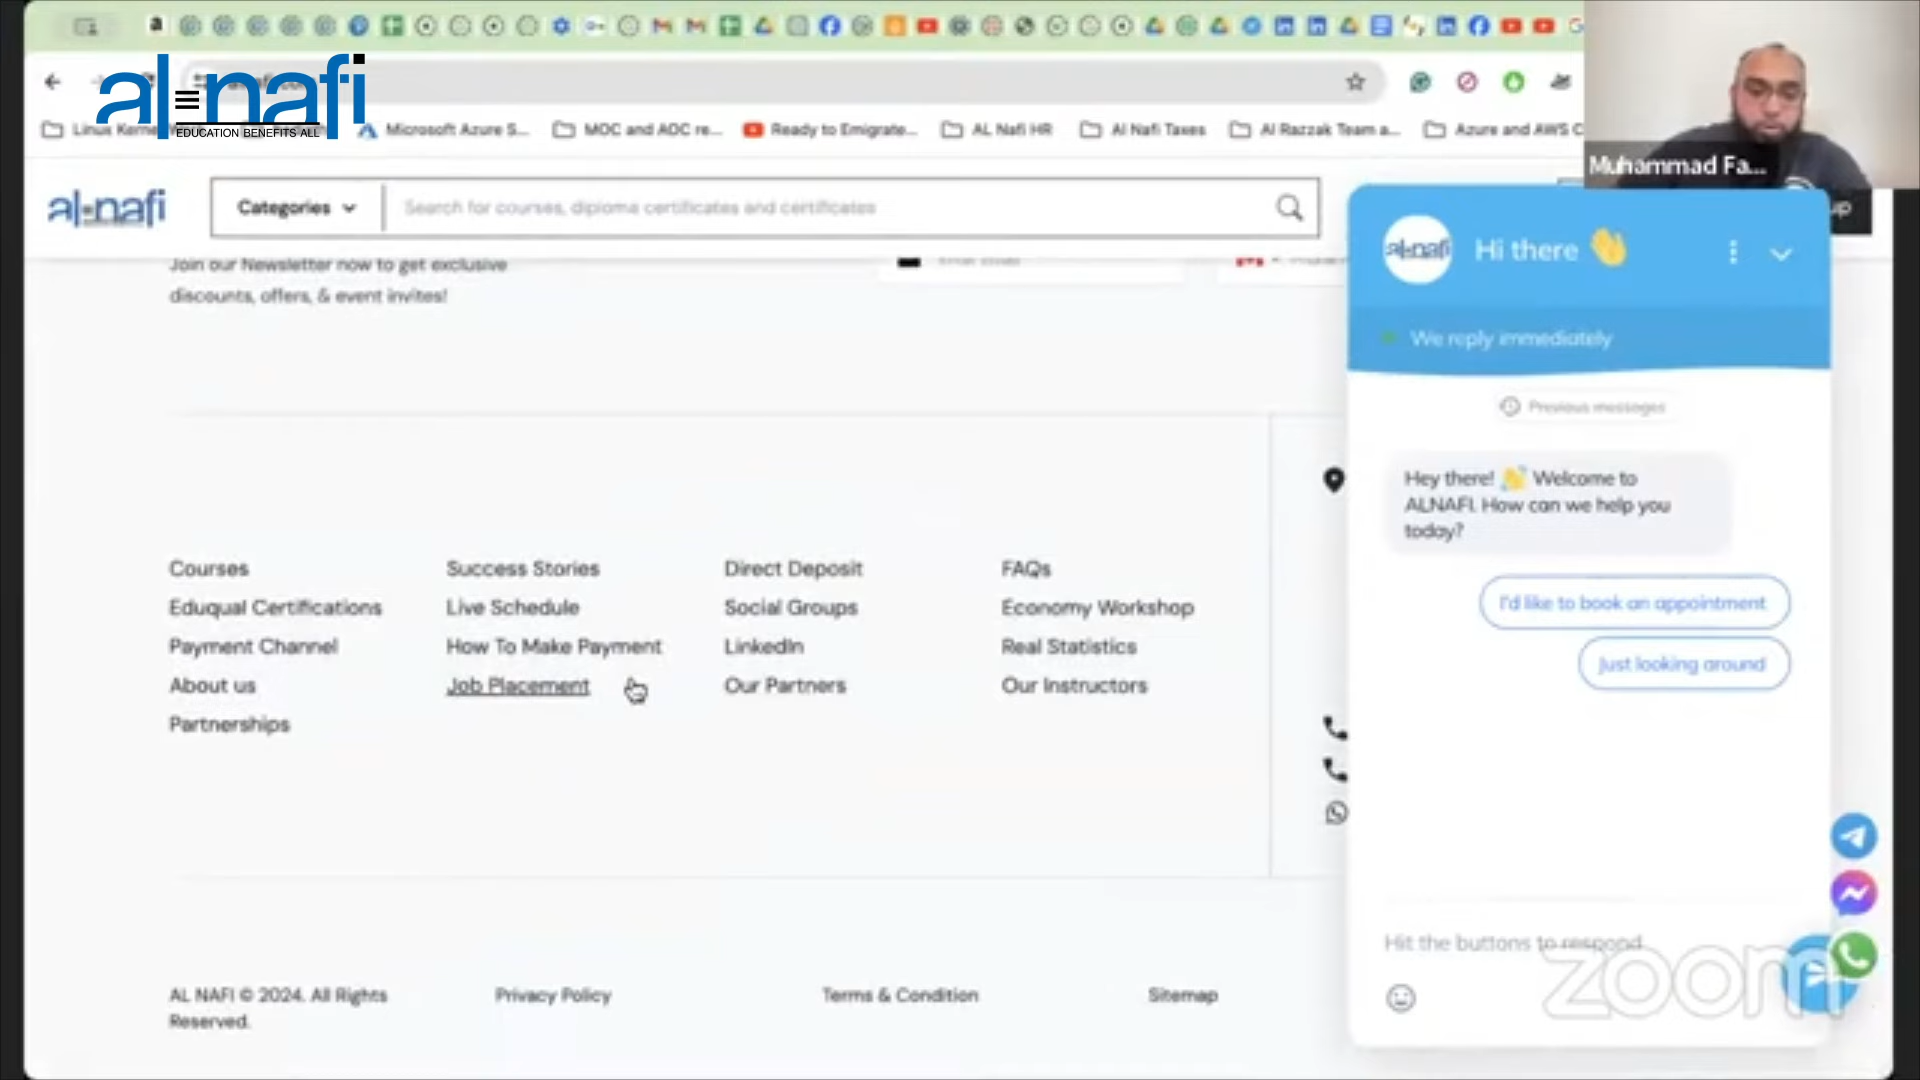 al-nafi
EDUCATION BENEFITS ALL
Linux Kerne
Microsoft Azure S...
MOC and AOC re...
Ready to Emigrate...
AL Nafi HR
Al Nafi Taxes
Al Razzak Team a...
Azure and AWS C
Muhammad Fa...
al-nafi
Categories
Search for courses, diploma certificates and certificates
up
Join our Newsletter now to get exclusive
discounts, offers, & event invites!
Courses
Eduqual Certifications
Payment Channel
About us
Partnerships
Success Stories
Live Schedule
How To Make Payment
Job Placement
Direct Deposit
Social Groups
LinkedIn
Our Partners
FAQs
Economy Workshop
Real Statistics
Our Instructors
AL NAFI © 2024. All Rights
Reserved.
Privacy Policy
Terms & Condition
Sitemap
al-nafi
Hi there 👋
We reply immediately
Previous messages
Hey there! 👋 Welcome to
ALNAFI. How can we help you
today?
I'd like to book an appointment
Just looking around
Hit the buttons to respond
zoom